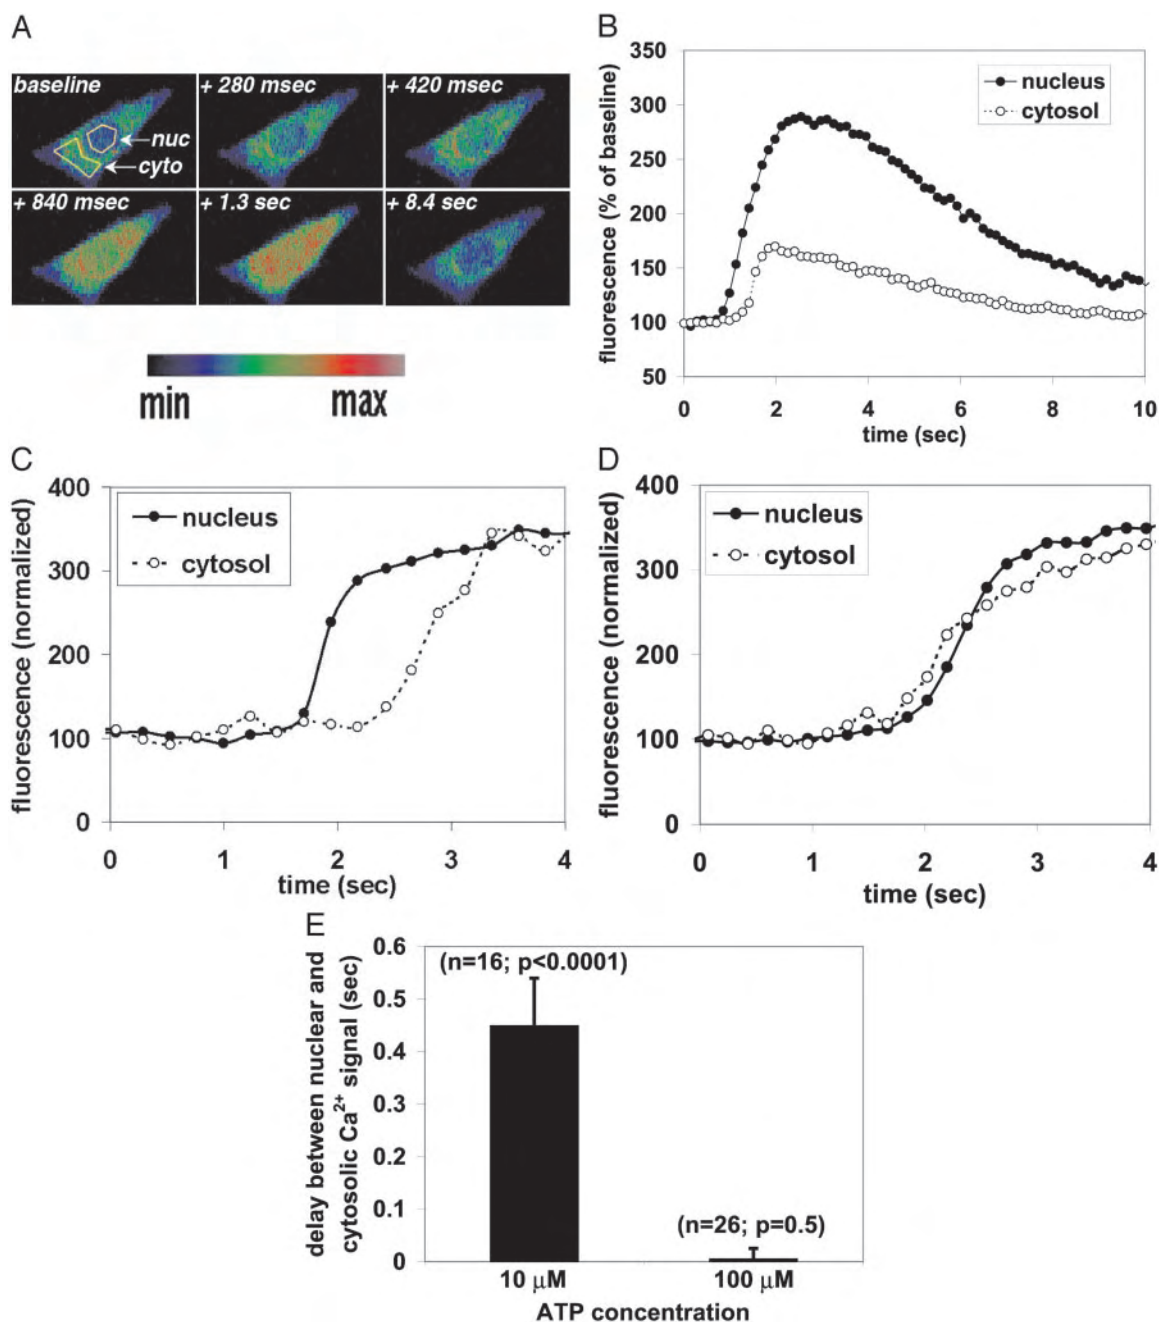 A
baseline
nuc
cyto
+ 280 msec
+ 420 msec
+ 840 msec
+ 1.3 sec
+ 8.4 sec
min
max
B
fluorescence (% of baseline)
350
300
250
200
150
100
50
nucleus
cytosol
0 2 4 6 8 10
time (sec)
C
fluorescence (normalized)
400
300
200
100
0
nucleus
cytosol
0 1 2 3 4
time (sec)
D
fluorescence (normalized)
400
300
200
100
0
nucleus
cytosol
0 1 2 3 4
time (sec)
E
delay between nuclear and
cytosolic Ca²⁺ signal (sec)
0.6
0.5
0.4
0.3
0.2
0.1
0
(n=16; p<0.0001)
(n=26; p=0.5)
10 μM 100 μM
ATP concentration